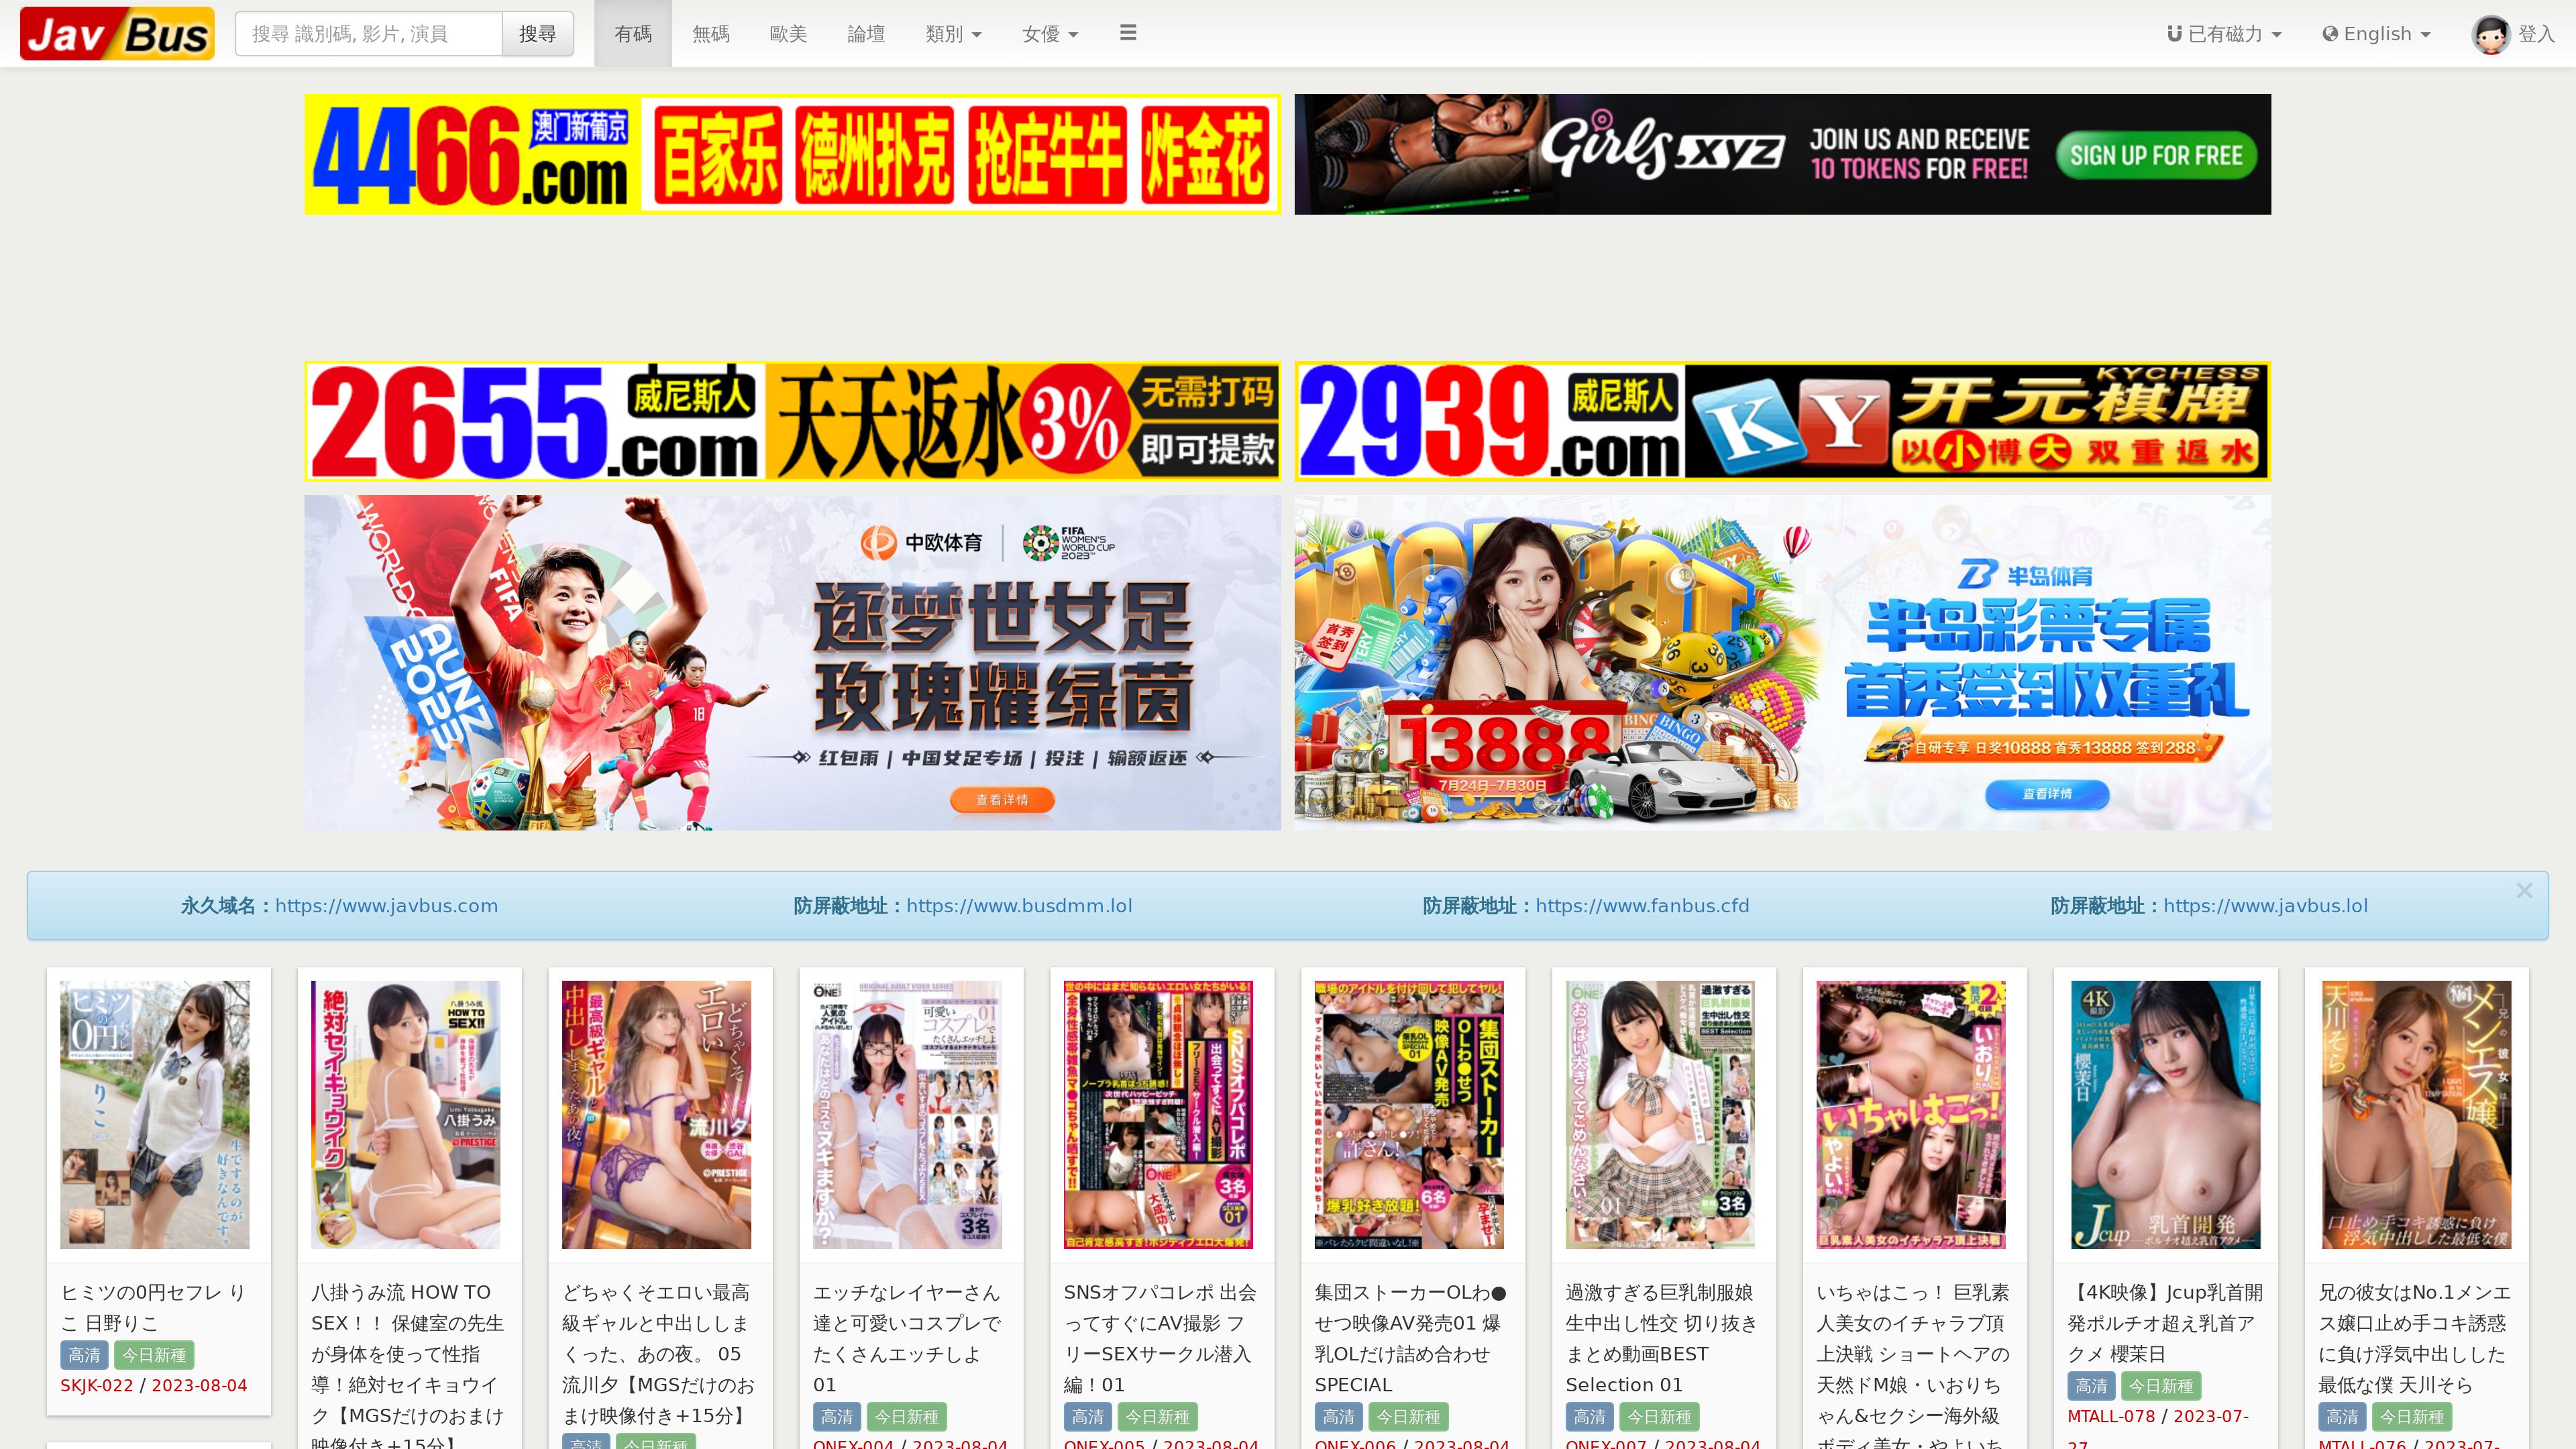 JavBus
搜尋 識別碼, 影片, 演員
搜尋
有碼
無碼
歐美
論壇
類別
女優
已有磁力
English
登入
4466.com
澳门新葡京
百家乐
德州扑克
抢庄牛牛
炸金花
Girls.xyz
JOIN US AND RECEIVE
10 TOKENS FOR FREE!
SIGN UP FOR FREE
2655.com
威尼斯人
天天返水
3%
无需打码
即可提款
2939.com
威尼斯人
KY
KYCHESS
开元棋牌
以小博大 双重返水
AUNZ
2023
FIFA
中欧体育
FIFA
WOMEN'S
WORLD CUP
2023
逐梦世女足
玫瑰耀绿茵
红包雨 | 中国女足专场 | 投注 | 输额返还
查看详情
首秀
签到
13888
BINGO
7月24日-7月30日
半岛体育
半岛彩票专属
首秀签到双重礼
自研专享 日奖10888 首秀13888 签到288
查看详情
永久域名：https://www.javbus.com
防屏蔽地址：https://www.busdmm.lol
防屏蔽地址：https://www.fanbus.cfd
防屏蔽地址：https://www.javbus.lol
×
ヒミツの0円セフレ り
こ 日野りこ
高清 今日新種
SKJK-022 / 2023-08-04
八掛うみ流 HOW TO
SEX！！ 保健室の先生
が身体を使って性指
導！絶対セイキョウイ
ク【MGSだけのおまけ
映像付き+15分】
どちゃくそエロい最高
級ギャルと中出ししま
くった、あの夜。 05
流川夕【MGSだけのお
まけ映像付き+15分】
高清 今日新種
エッチなレイヤーさん
達と可愛いコスプレで
たくさんエッチしよ
01
高清 今日新種
ONEX-004 / 2023-08-04
SNSオフパコレポ 出会
ってすぐにAV撮影 フ
リーSEXサークル潜入
編！01
高清 今日新種
ONEX-005 / 2023-08-04
集団ストーカーOLわ●
せつ映像AV発売01 爆
乳OLだけ詰め合わせ
SPECIAL
高清 今日新種
ONEX-006 / 2023-08-04
過激すぎる巨乳制服娘
生中出し性交 切り抜き
まとめ動画BEST
Selection 01
高清 今日新種
ONEX-007 / 2023-08-04
いちゃはこっ！ 巨乳素
人美女のイチャラブ頂
上決戦 ショートヘアの
天然ドM娘・いおりち
ゃん&セクシー海外級
ボディ美女・やよいち
【4K映像】Jcup乳首開
発ポルチオ超え乳首ア
クメ 櫻茉日
高清 今日新種
MTALL-078 / 2023-07-
27
兄の彼女はNo.1メンエ
ス嬢口止め手コキ誘惑
に負け浮気中出しした
最低な僕 天川そら
高清 今日新種
MTALL-076 / 2023-07-